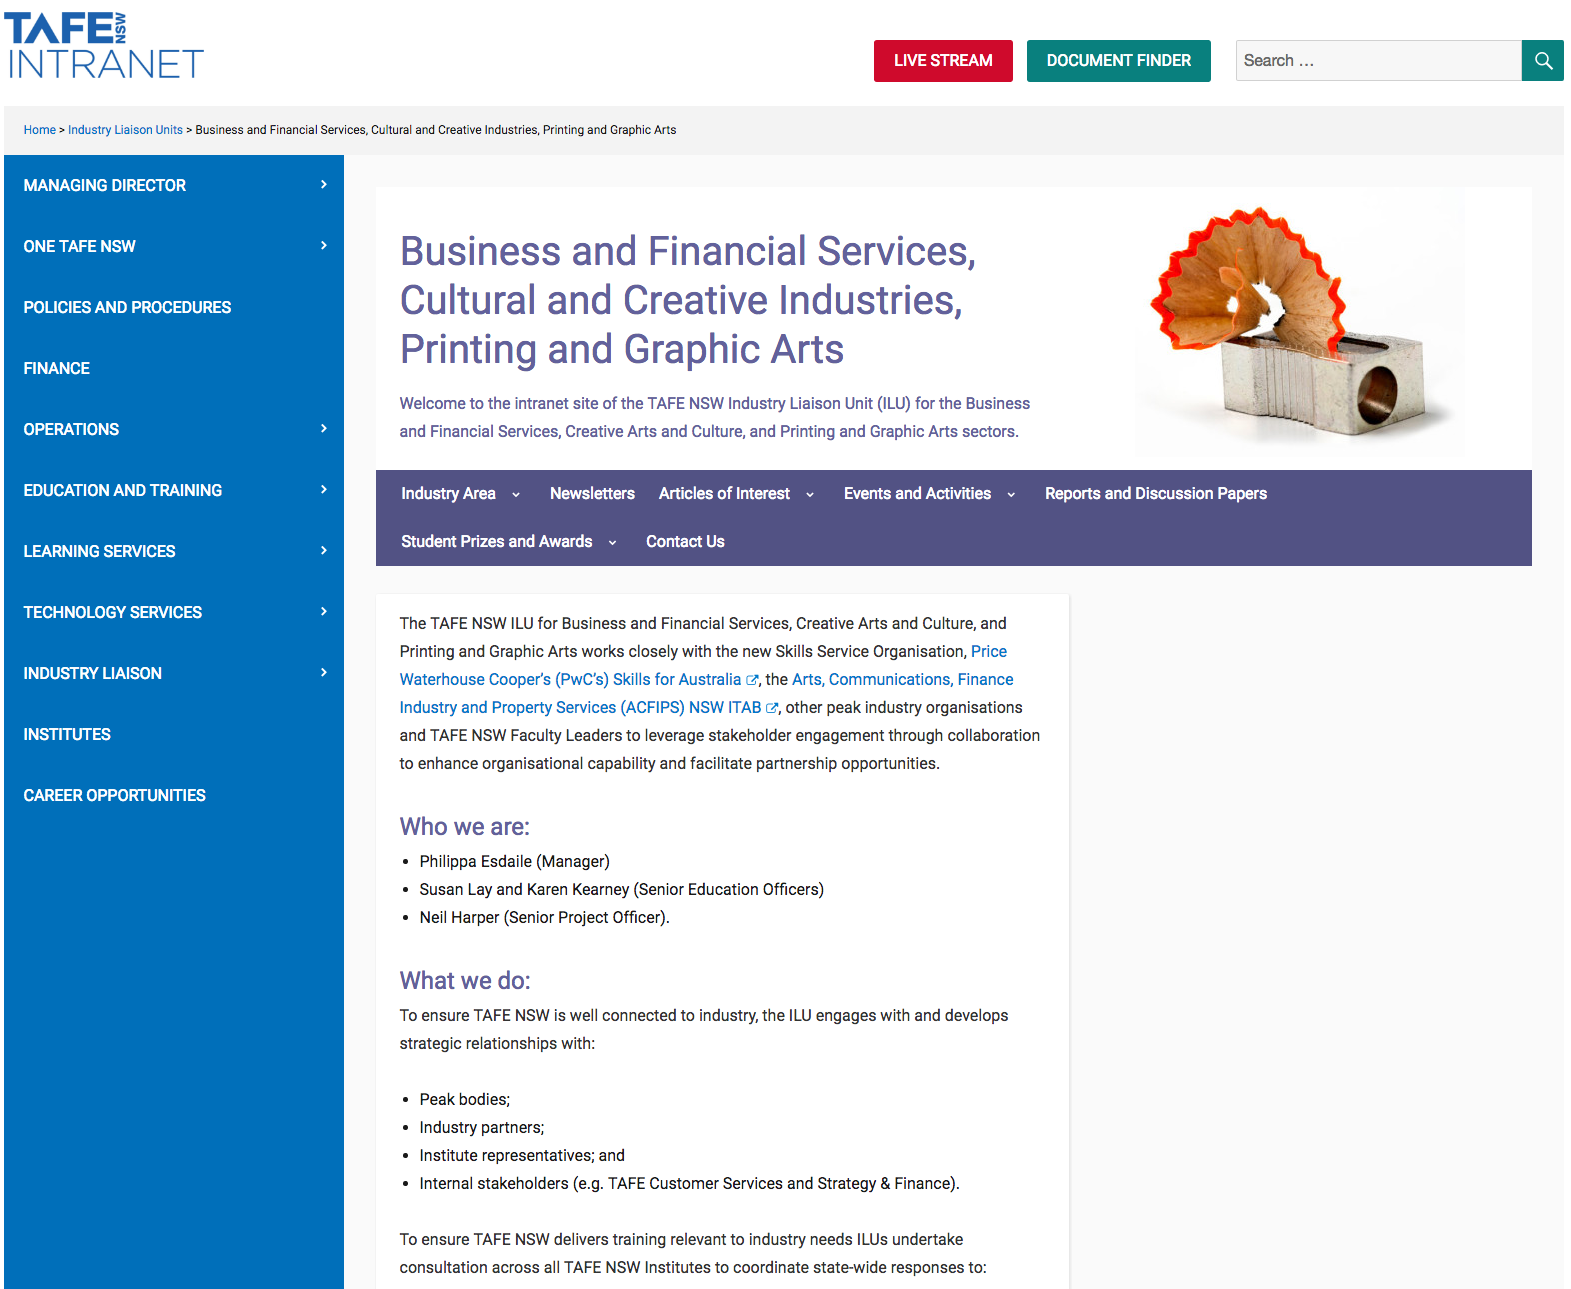 TAFE NSW
INTRANET
LIVE STREAM
DOCUMENT FINDER
Search …
Home > Industry Liaison Units > Business and Financial Services, Cultural and Creative Industries, Printing and Graphic Arts
MANAGING DIRECTOR
ONE TAFE NSW
POLICIES AND PROCEDURES
FINANCE
OPERATIONS
EDUCATION AND TRAINING
LEARNING SERVICES
TECHNOLOGY SERVICES
INDUSTRY LIAISON
INSTITUTES
CAREER OPPORTUNITIES
Business and Financial Services,
Cultural and Creative Industries,
Printing and Graphic Arts
Welcome to the intranet site of the TAFE NSW Industry Liaison Unit (ILU) for the Business
and Financial Services, Creative Arts and Culture, and Printing and Graphic Arts sectors.
Industry Area Newsletters Articles of Interest Events and Activities Reports and Discussion Papers
Student Prizes and Awards Contact Us
The TAFE NSW ILU for Business and Financial Services, Creative Arts and Culture, and
Printing and Graphic Arts works closely with the new Skills Service Organisation, Price
Waterhouse Cooper's (PwC's) Skills for Australia, the Arts, Communications, Finance
Industry and Property Services (ACFIPS) NSW ITAB, other peak industry organisations
and TAFE NSW Faculty Leaders to leverage stakeholder engagement through collaboration
to enhance organisational capability and facilitate partnership opportunities.
Who we are:
• Philippa Esdaile (Manager)
• Susan Lay and Karen Kearney (Senior Education Officers)
• Neil Harper (Senior Project Officer).
What we do:
To ensure TAFE NSW is well connected to industry, the ILU engages with and develops
strategic relationships with:
• Peak bodies;
• Industry partners;
• Institute representatives; and
• Internal stakeholders (e.g. TAFE Customer Services and Strategy & Finance).
To ensure TAFE NSW delivers training relevant to industry needs ILUs undertake
consultation across all TAFE NSW Institutes to coordinate state-wide responses to: